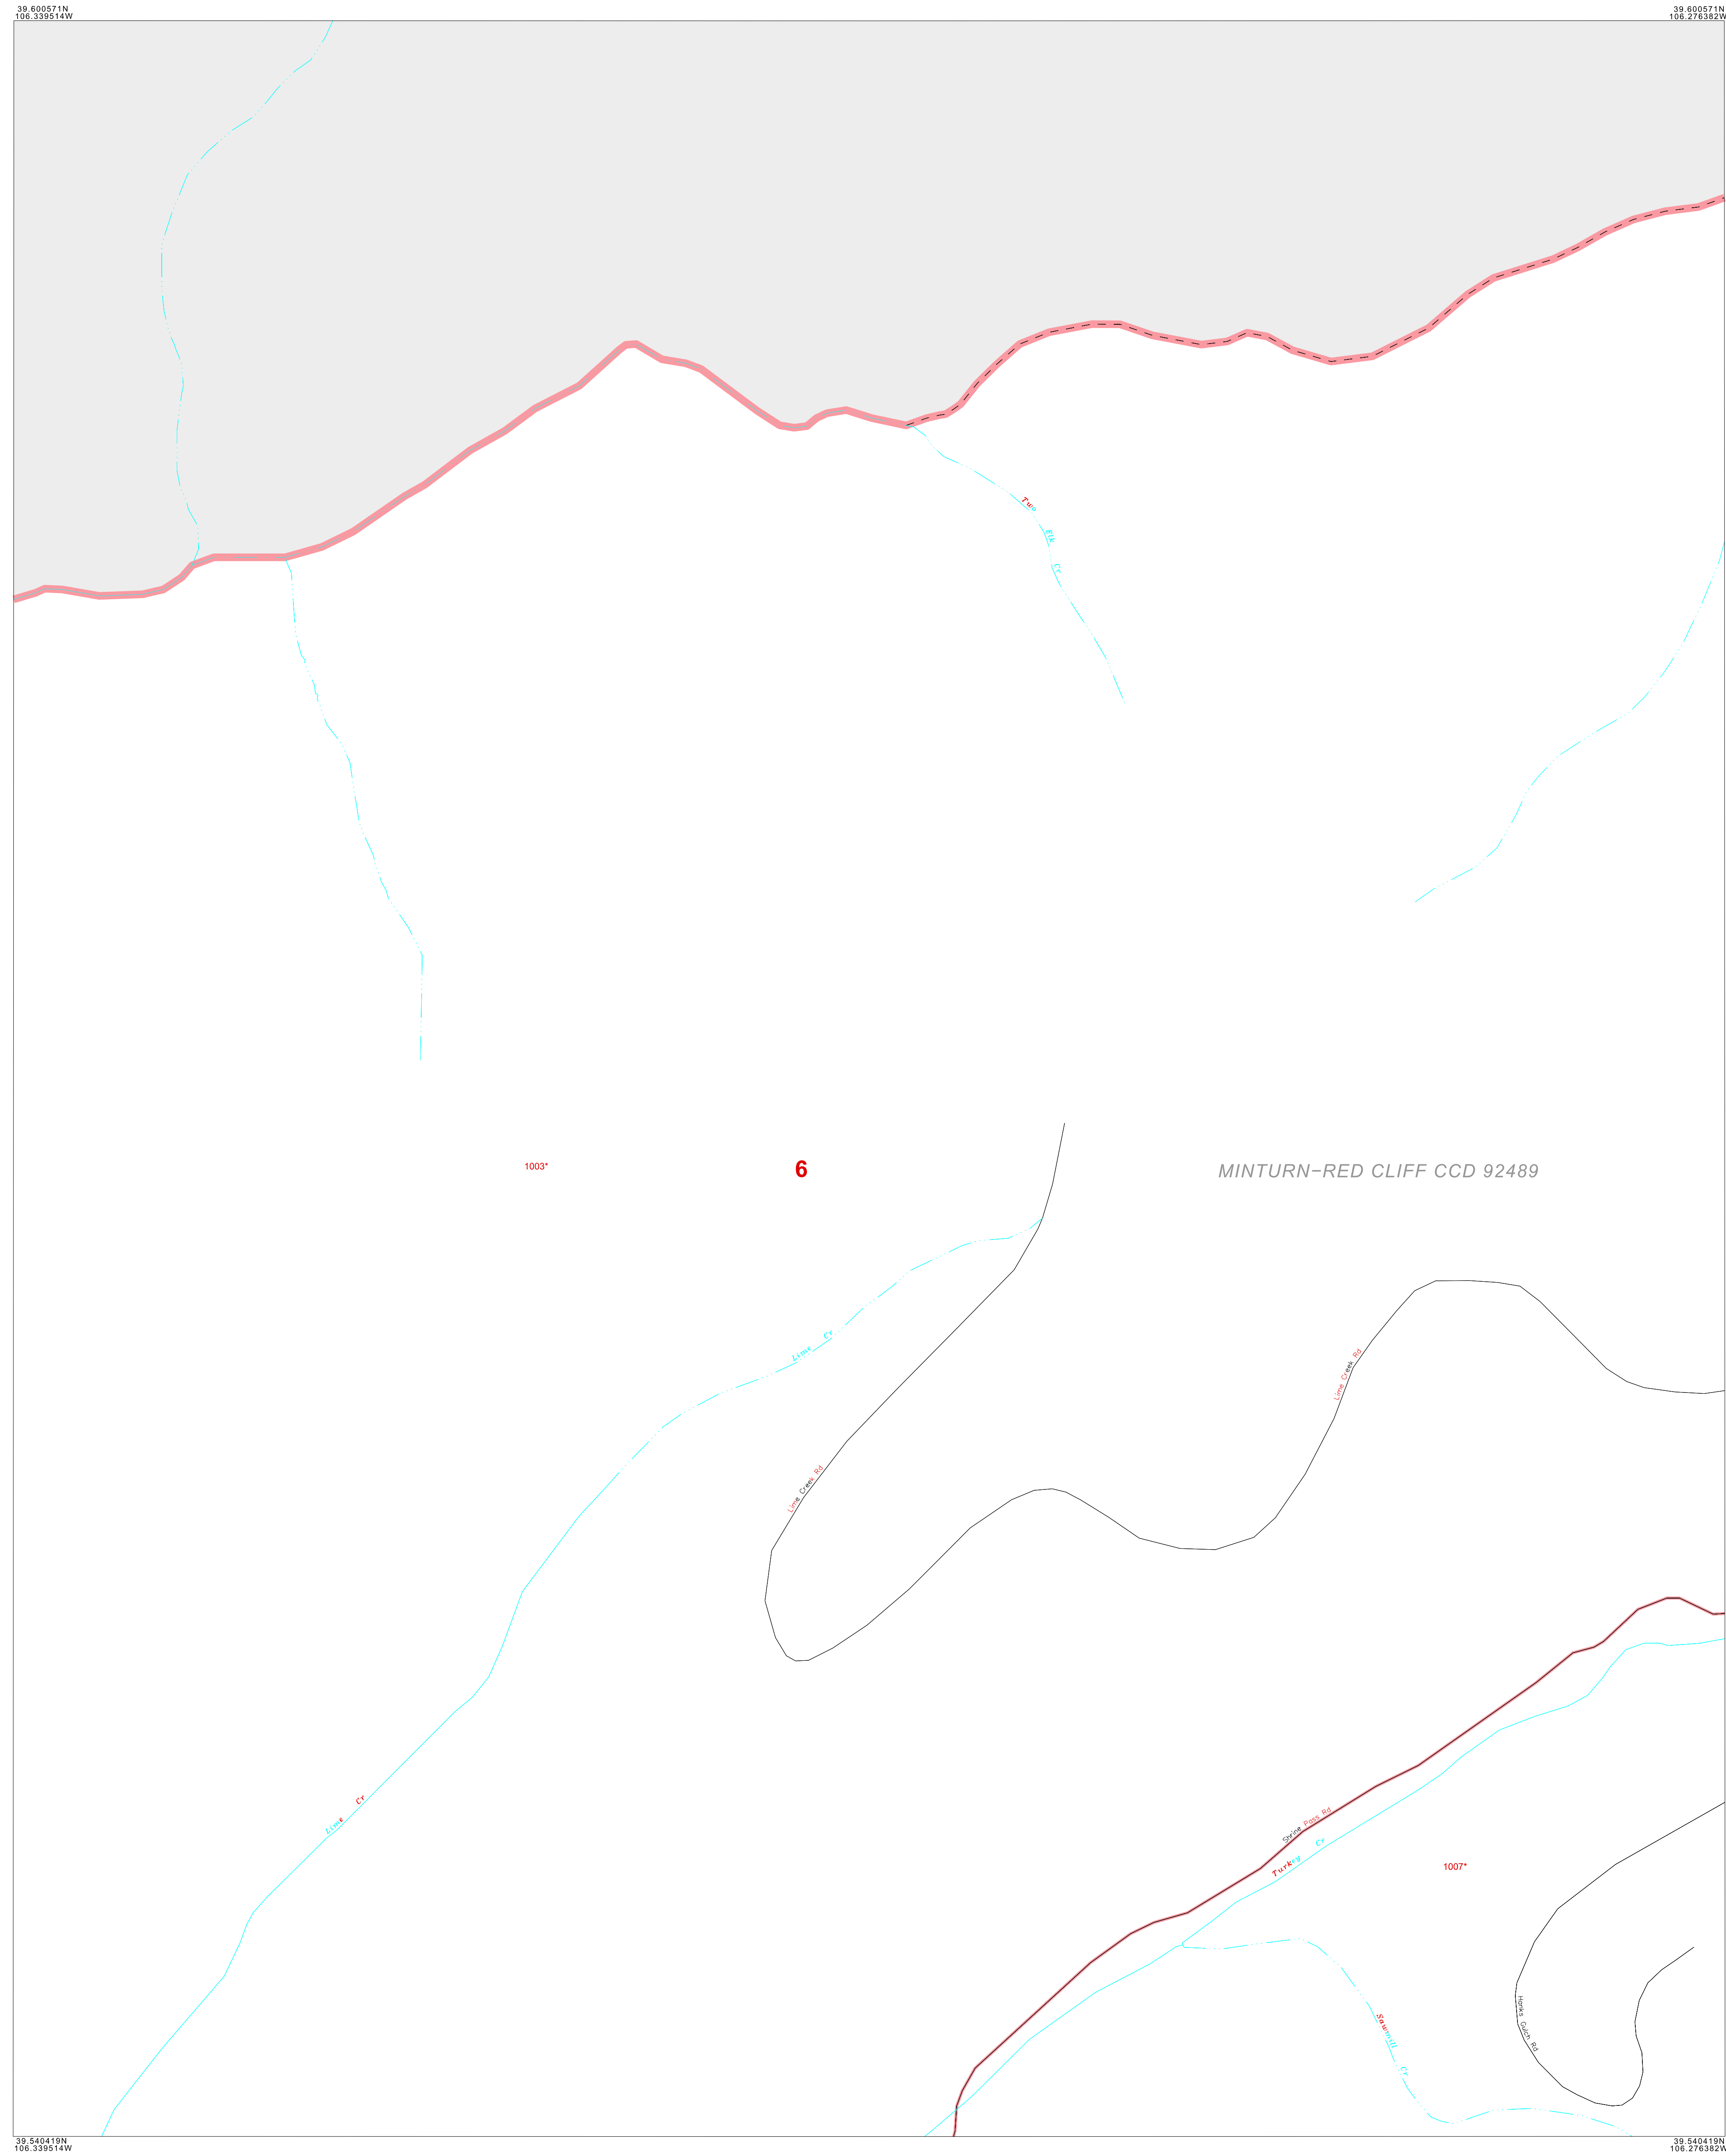 39.600571N
106.339514W
39.600571N
106.276382W
Two Elk Cr
1003*
6
MINTURN-RED CLIFF CCD 92489
Lime Cr
Lime Creek Rd
Lime Creek Rd
Lime Cr
Shrine Pass Rd
Turkey Cr
1007*
Sawmill Cr
Honks Gulch Rd
39.540419N
106.339514W
39.540419N
106.276382W